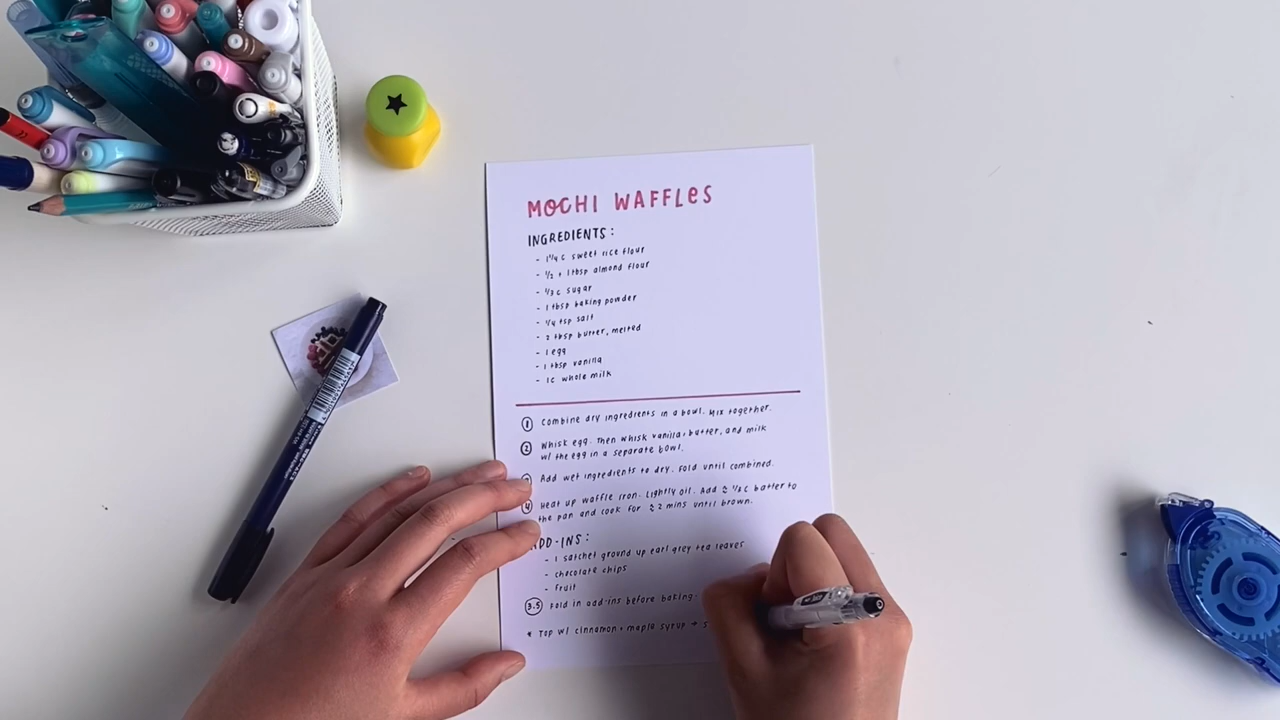 MOCHI WAFFLES
INGREDIENTS:
- 1 1/4 c sweet rice flour
- 1/2 + 1 tbsp almond flour
- 1/3 c sugar
- 1 tbsp baking powder
- 1/4 tsp salt
- 2 tbsp butter, melted
- 1 egg
- 1 tbsp vanilla
- 1c whole milk
1 Combine dry ingredients in a bowl. Mix together.
2 Whisk egg. Then whisk vanilla, butter, and milk
w/ the egg in a separate bowl.
Add wet ingredients to dry. Fold until combined.
4 Heat up waffle iron. Lightly oil. Add ≈ 1/3 c batter to
the pan and cook for ≈ 2 mins until brown.
ADD-INS:
- 1 satchet ground up earl grey tea leaves
- chocolate chips
- fruit
3.5 Fold in add-ins before baking.
* Top w/ cinnamon + maple syrup +